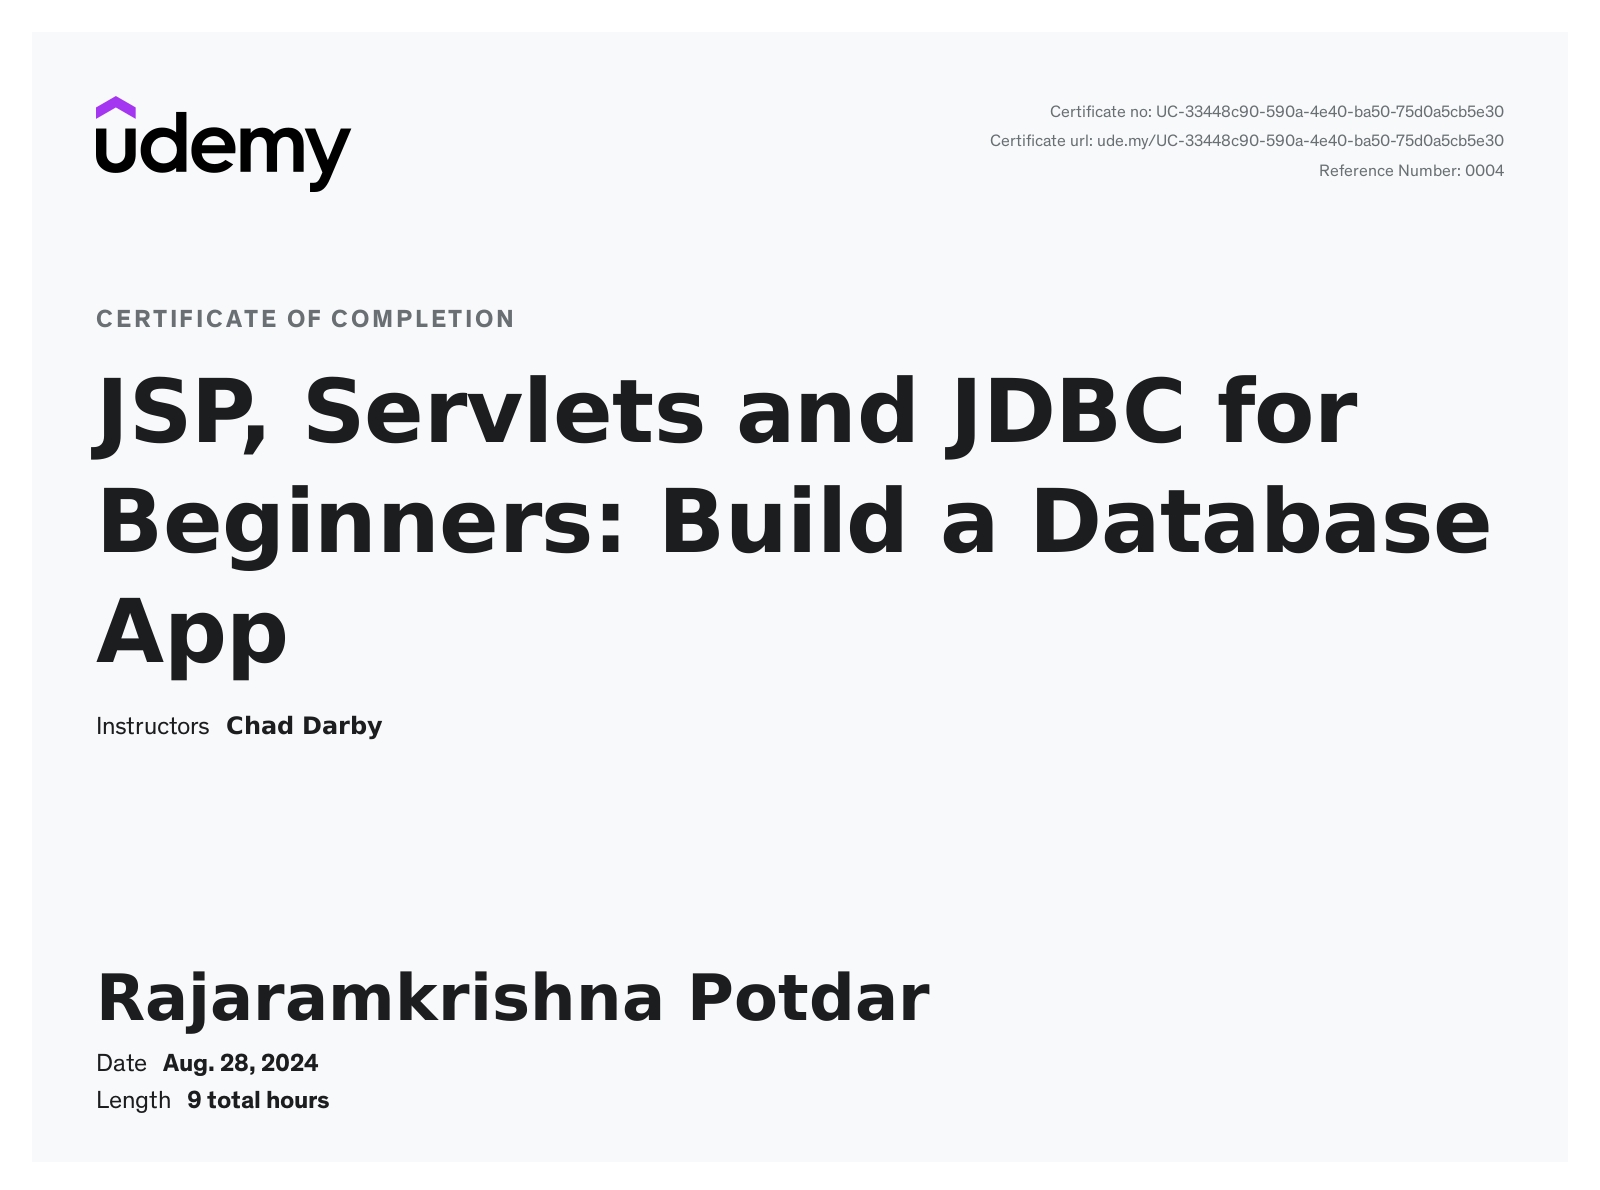 udemy
Certificate no: UC-33448c90-590a-4e40-ba50-75d0a5cb5e30
Certificate url: ude.my/UC-33448c90-590a-4e40-ba50-75d0a5cb5e30
Reference Number: 0004
CERTIFICATE OF COMPLETION
JSP, Servlets and JDBC for
Beginners: Build a Database
App
Instructors Chad Darby
Rajaramkrishna Potdar
Date Aug. 28, 2024
Length 9 total hours